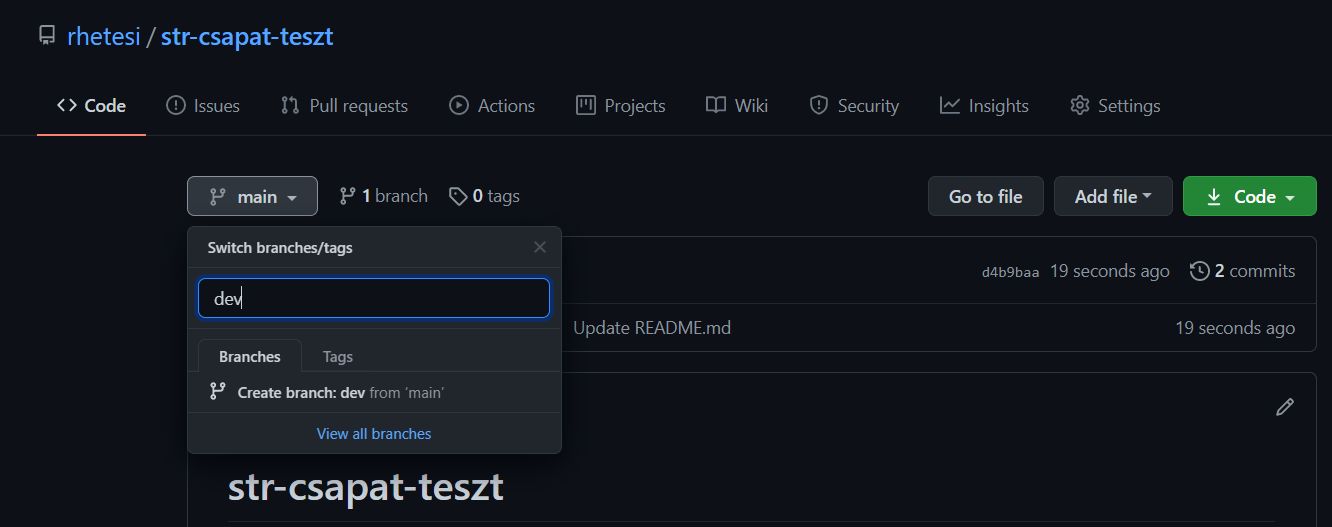 rhetesi / str-csapat-teszt
Code Issues Pull requests Actions Projects Wiki Security Insights Settings
main 1 branch 0 tags Go to file Add file Code
Switch branches/tags
dev
Branches Tags
Create branch: dev from ‘main’
View all branches
d4b9baa 19 seconds ago 2 commits
Update README.md 19 seconds ago
str-csapat-teszt